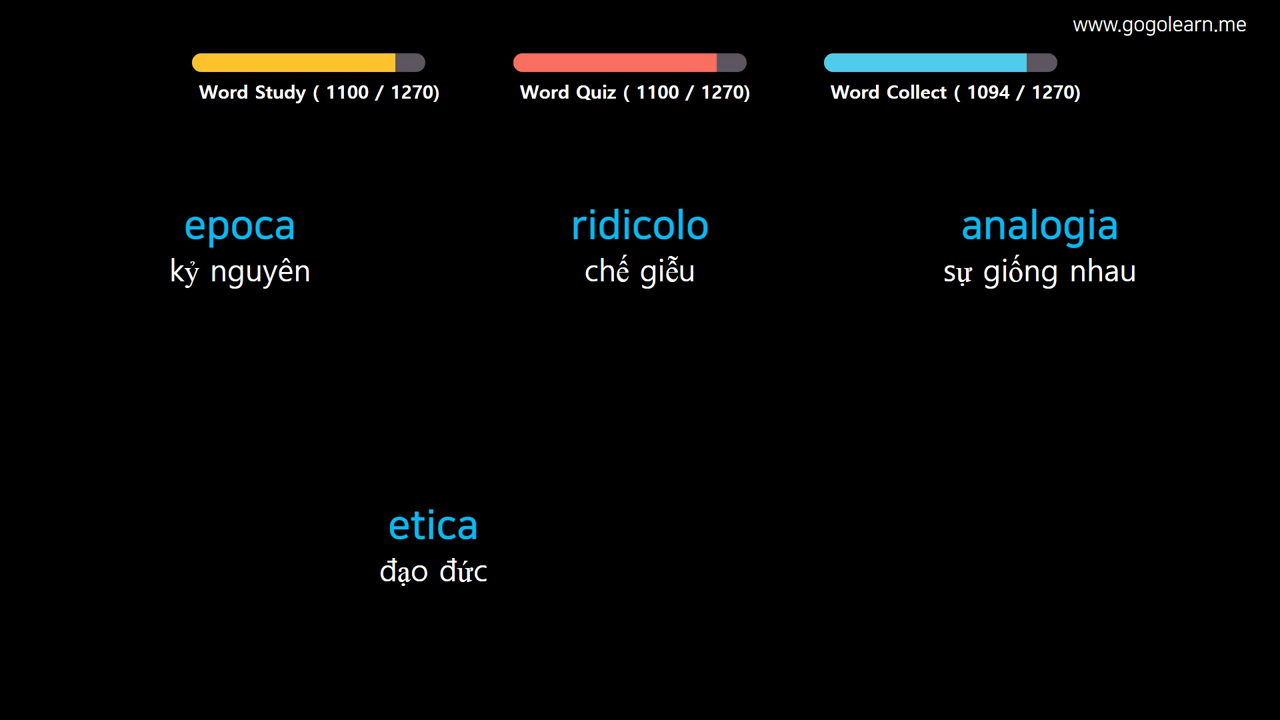 www.gogolearn.me
Word Study ( 1100 / 1270)
Word Quiz ( 1100 / 1270)
Word Collect ( 1094 / 1270)
epoca
kỷ nguyên
ridicolo
chế giễu
analogia
sự giống nhau
etica
đạo đức